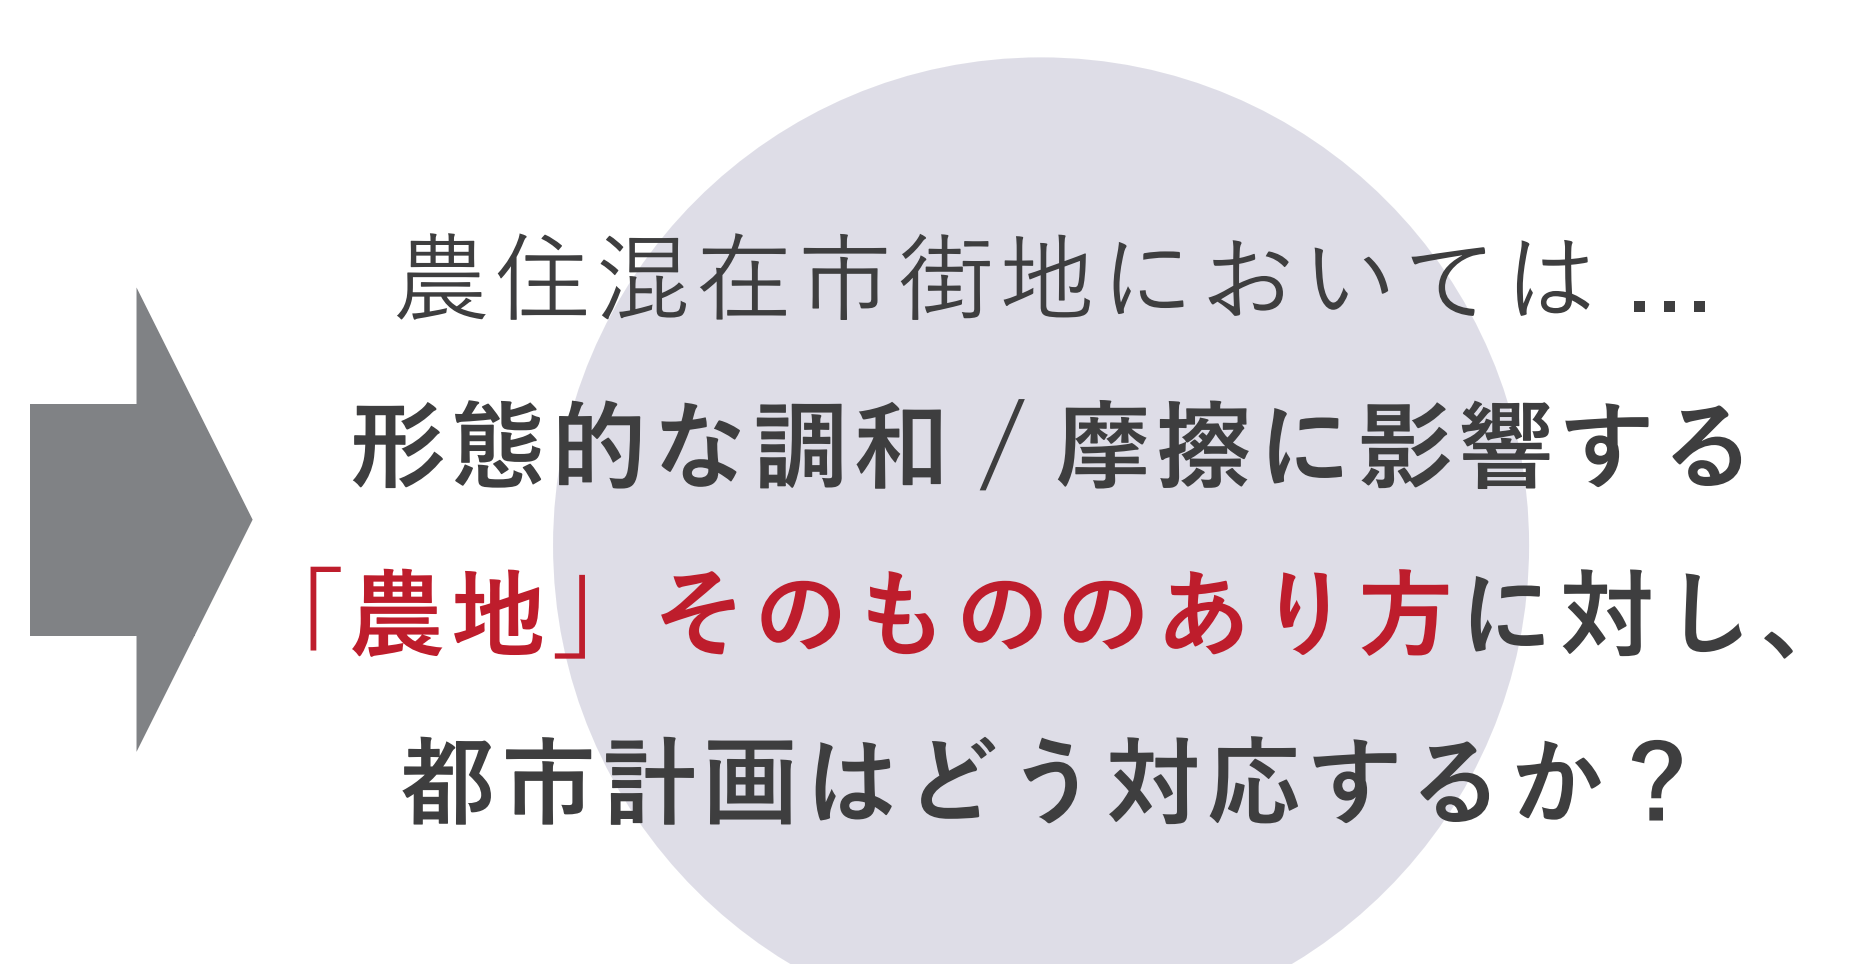 農住混在市街地においては ...
形態的な調和 / 摩擦に影響する
「農地」そのもののあり方に対し、
都市計画はどう対応するか？